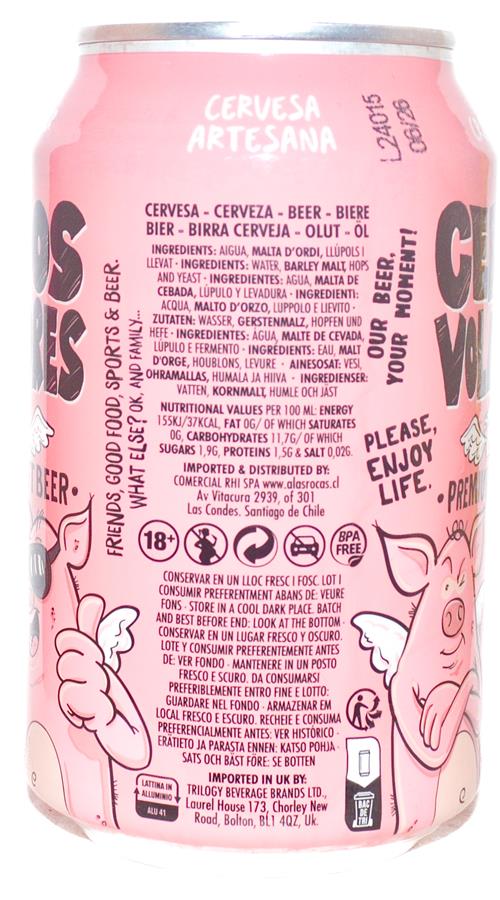 CERVESA
ARTESANA
L24015
06/26
CERVESA - CERVEZA - BEER - BIERE
BIER - BIRRA CERVEJA - OLUT - ÖL
INGREDIENTS: AIGUA, MALTA D'ORDI, LLÚPOLS I
LLEVAT · INGREDIENTS: WATER, BARLEY MALT, HOPS
AND YEAST · INGREDIENTES: AGUA, MALTA DE
CEBADA, LÚPULO Y LEVADURA · INGREDIENTI:
ACQUA, MALTO D'ORZO, LUPPOLO E LIEVITO ·
ZUTATEN: WASSER, GERSTENMALZ, HOPFEN UND
HEFE · INGREDIENTES: ÁGUA, MALTE DE CEVADA,
LÚPULO E FERMENTO · INGRÉDIENTS: EAU, MALT
D'ORGE, HOUBLONS, LEVURE · AINESOSAT: VESI,
OHRAMALLAS, HUMALA JA HIIVA · INGREDIENSER:
VATTEN, KORNMALT, HUMLE OCH JÄST
NUTRITIONAL VALUES PER 100 ML: ENERGY
155KJ/37KCAL, FAT 0G/ OF WHICH SATURATES
0G, CARBOHYDRATES 11,7G/ OF WHICH
SUGARS 1,9G, PROTEINS 1,5G & SALT 0,02G.
IMPORTED & DISTRIBUTED BY:
COMERCIAL RHI SPA www.alasrocas.cl
Av Vitacura 2939, of 301
Las Condes. Santiago de Chile
FRIENDS, GOOD FOOD, SPORTS & BEER.
WHAT ELSE? OK, AND FAMILY...
OUR BEER,
YOUR MOMENT!
PLEASE,
ENJOY
LIFE.
OS
RES
BEER •
CE
VOL
• PREMIU
18+
BPA
FREE
CONSERVAR EN UN LLOC FRESC I FOSC. LOT I
CONSUMIR PREFERENTMENT ABANS DE: VEURE
FONS · STORE IN A COOL DARK PLACE. BATCH
AND BEST BEFORE END: LOOK AT THE BOTTOM ·
CONSERVAR EN UN LUGAR FRESCO Y OSCURO.
LOTE Y CONSUMIR PREFERENTEMENTE ANTES
DE: VER FONDO · MANTENERE IN UN POSTO
FRESCO E SCURO. DA CONSUMARSI
PREFERIBLEMENTE ENTRO FINE E LOTTO:
GUARDARE NEL FONDO · ARMAZENAR EM
LOCAL FRESCO E ESCURO. RECHEIE E CONSUMA
PREFERENCIALMENTE ANTES: VER HISTÓRICO ·
ERÄTIETO JA PARASTA ENNEN: KATSO POHJA ·
SATS OCH BÄST FÖRE: SE BOTTEN
IMPORTED IN UK BY:
TRILOGY BEVERAGE BRANDS LTD.,
Laurel House 173, Chorley New
Road, Bolton, BL1 4QZ, Uk.
LATTINA IN
ALLUMINIO
ALU 41
BAC
DE
TRI